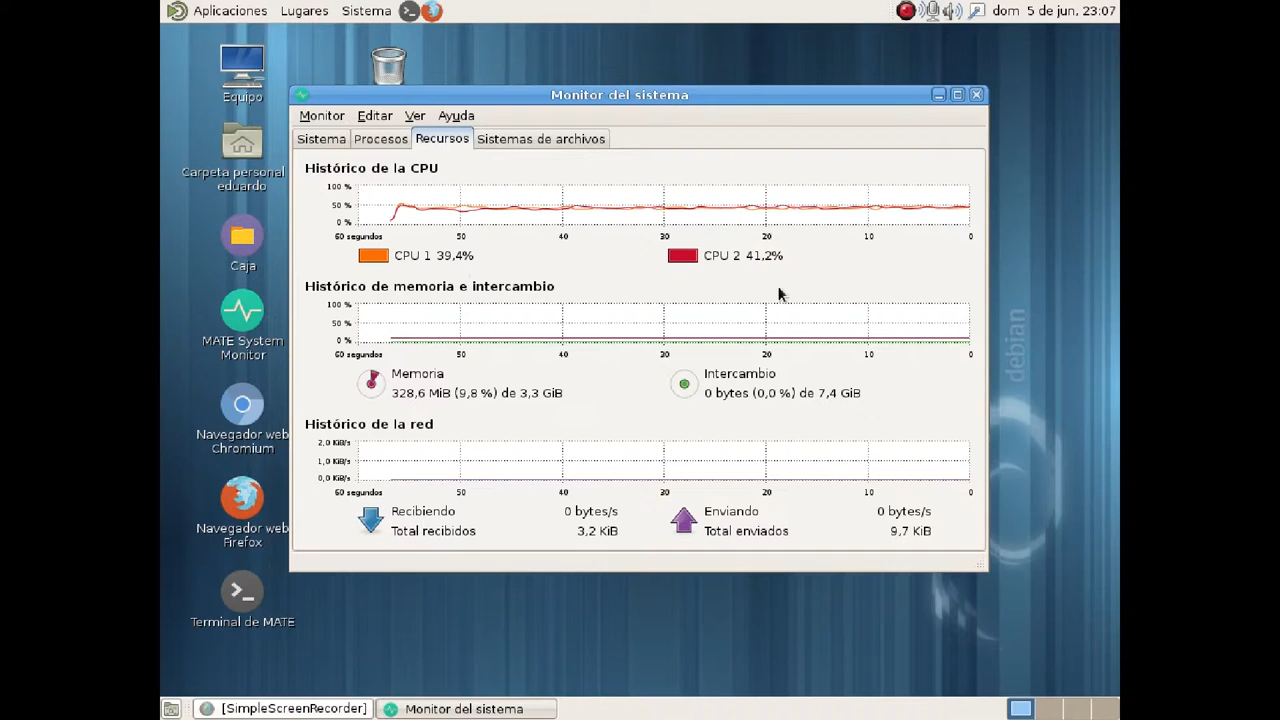 Aplicaciones Lugares Sistema dom 5 de jun, 23:07
Equipo
Carpeta personal
eduardo
Caja
MATE System
Monitor
Navegador web
Chromium
Navegador web
Firefox
Terminal de MATE
Monitor del sistema
Monitor Editar Ver Ayuda
Sistema Procesos Recursos Sistemas de archivos
Histórico de la CPU
100 %
50 %
0 %
60 segundos 50 40 30 20 10 0
CPU 1 39,4% CPU 2 41,2%
Histórico de memoria e intercambio
100 %
50 %
0 %
60 segundos 50 40 30 20 10 0
Memoria Intercambio
328,6 MiB (9,8 %) de 3,3 GiB 0 bytes (0,0 %) de 7,4 GiB
Histórico de la red
2,0 KiB/s
1,0 KiB/s
0,0 KiB/s
60 segundos 50 40 30 20 10 0
Recibiendo 0 bytes/s Enviando 0 bytes/s
Total recibidos 3,2 KiB Total enviados 9,7 KiB
debian
[SimpleScreenRecorder] Monitor del sistema